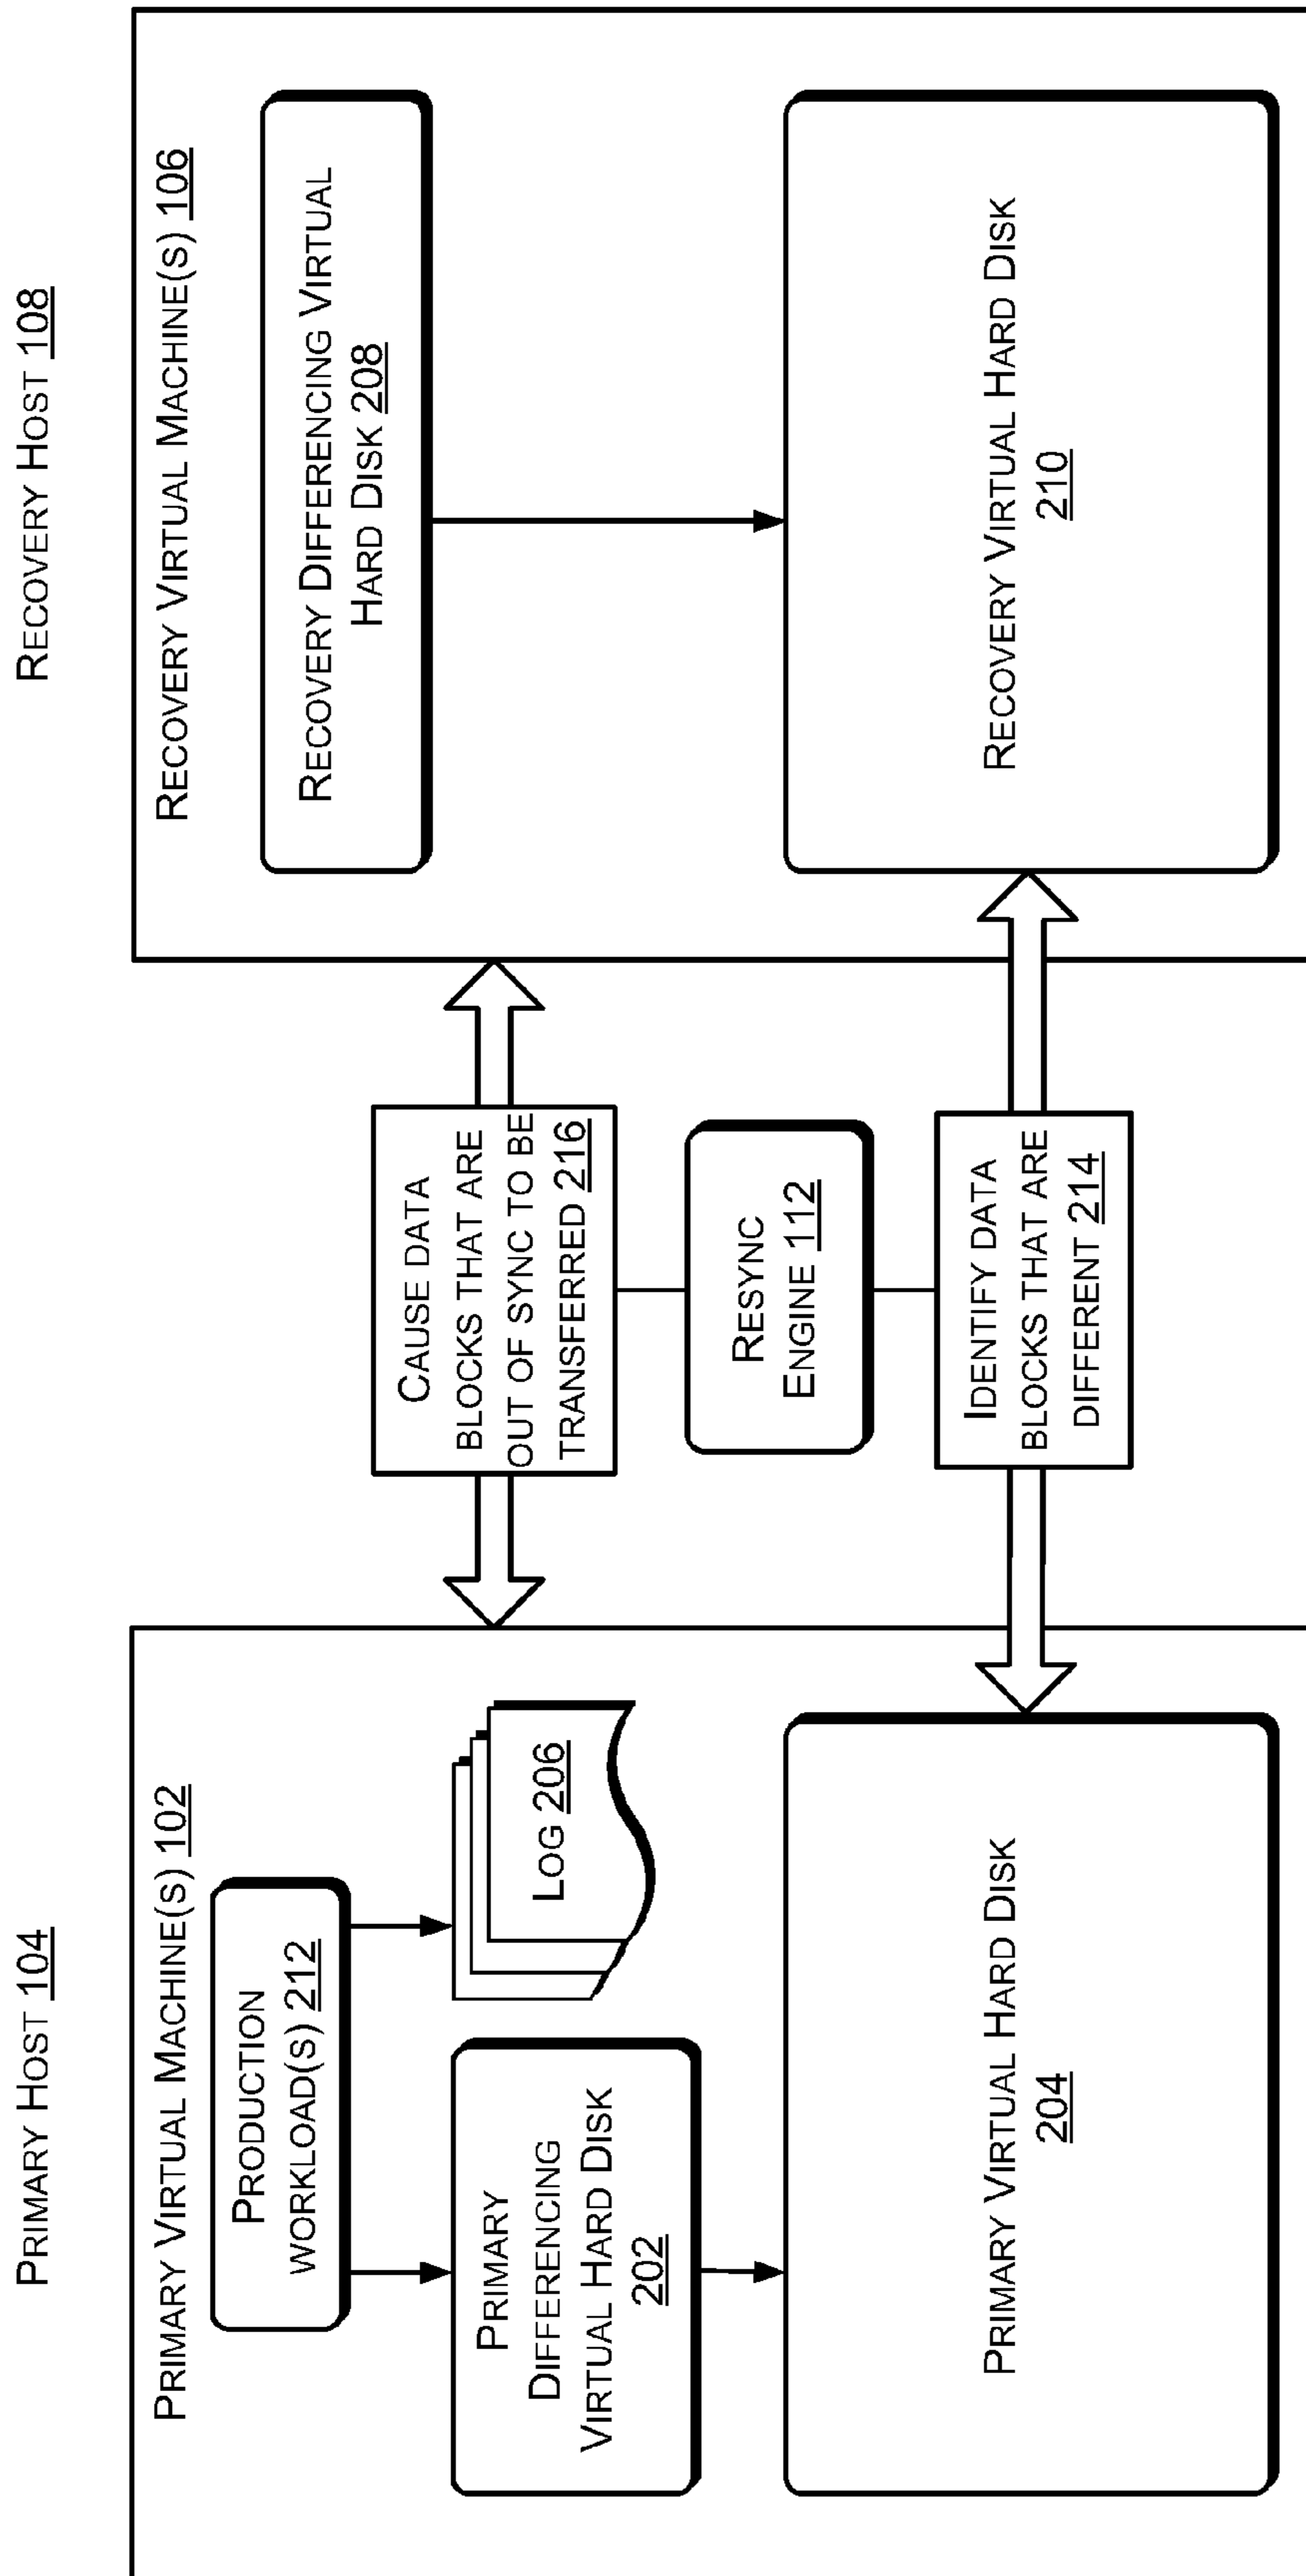 PRIMARY HOST 104
RECOVERY HOST 108
PRIMARY VIRTUAL MACHINE(S) 102
PRODUCTION
WORKLOAD(S) 212
PRIMARY
DIFFERENCING
VIRTUAL HARD DISK
202
LOG 206
PRIMARY VIRTUAL HARD DISK
204
CAUSE DATA
BLOCKS THAT ARE
OUT OF SYNC TO BE
TRANSFERRED 216
RESYNC
ENGINE 112
IDENTIFY DATA
BLOCKS THAT ARE
DIFFERENT 214
RECOVERY VIRTUAL MACHINE(S) 106
RECOVERY DIFFERENCING VIRTUAL
HARD DISK 208
RECOVERY VIRTUAL HARD DISK
210